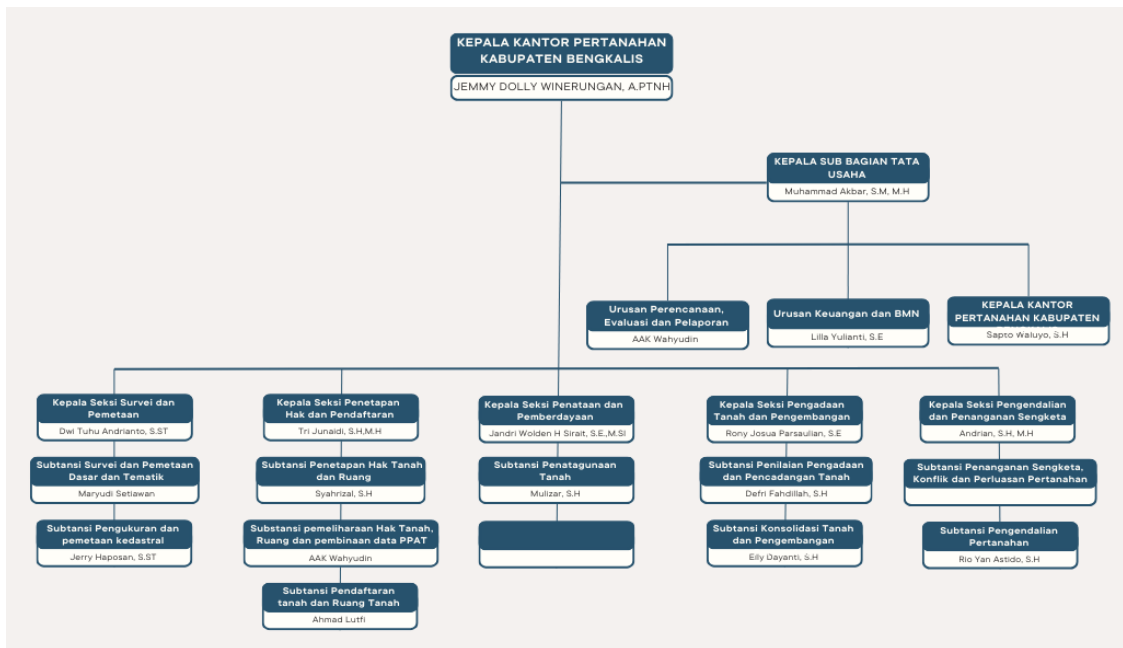 KEPALA KANTOR PERTANAHAN
KABUPATEN BENGKALIS
JEMMY DOLLY WINERUNGAN, A.PTNH
KEPALA SUB BAGIAN TATA
USAHA
Muhammad Akbar, S.M, M.H
Urusan Perencanaan,
Evaluasi dan Pelaporan
AAK Wahyudin
Urusan Keuangan dan BMN
Lilla Yulianti, S.E
KEPALA KANTOR
PERTANAHAN KABUPATEN
Sapto Waluyo, S.H
Kepala Seksi Survei dan
Pemetaan
Dwi Tuhu Andrianto, S.ST
Subtansi Survei dan Pemetaan
Dasar dan Tematik
Maryudi Setiawan
Subtansi Pengukuran dan
pemetaan kedastral
Jerry Haposan, S.ST
Kepala Seksi Penetapan
Hak dan Pendaftaran
Tri Junaidi, S.H,M.H
Subtansi Penetapan Hak Tanah
dan Ruang
Syahrizal, S.H
Substansi pemeliharaan Hak Tanah,
Ruang dan pembinaan data PPAT
AAK Wahyudin
Subtansi Pendaftaran
tanah dan Ruang Tanah
Ahmad Lutfi
Kepala Seksi Penataan dan
Pemberdayaan
Jandri Wolden H Sirait, S.E.,M.SI
Subtansi Penatagunaan
Tanah
Mulizar, S.H
Kepala Seksi Pengadaan
Tanah dan Pengembangan
Rony Josua Parsaulian, S.E
Subtansi Penilaian Pengadaan
dan Pencadangan Tanah
Defri Fahdillah, S.H
Subtansi Konsolidasi Tanah
dan Pengembangan
Elly Dayanti, S.H
Kepala Seksi Pengendalian
dan Penanganan Sengketa
Andrian, S.H, M.H
Subtansi Penanganan Sengketa,
Konflik dan Perluasan Pertanahan
Subtansi Pengendalian
Pertanahan
Rio Yan Astido, S.H